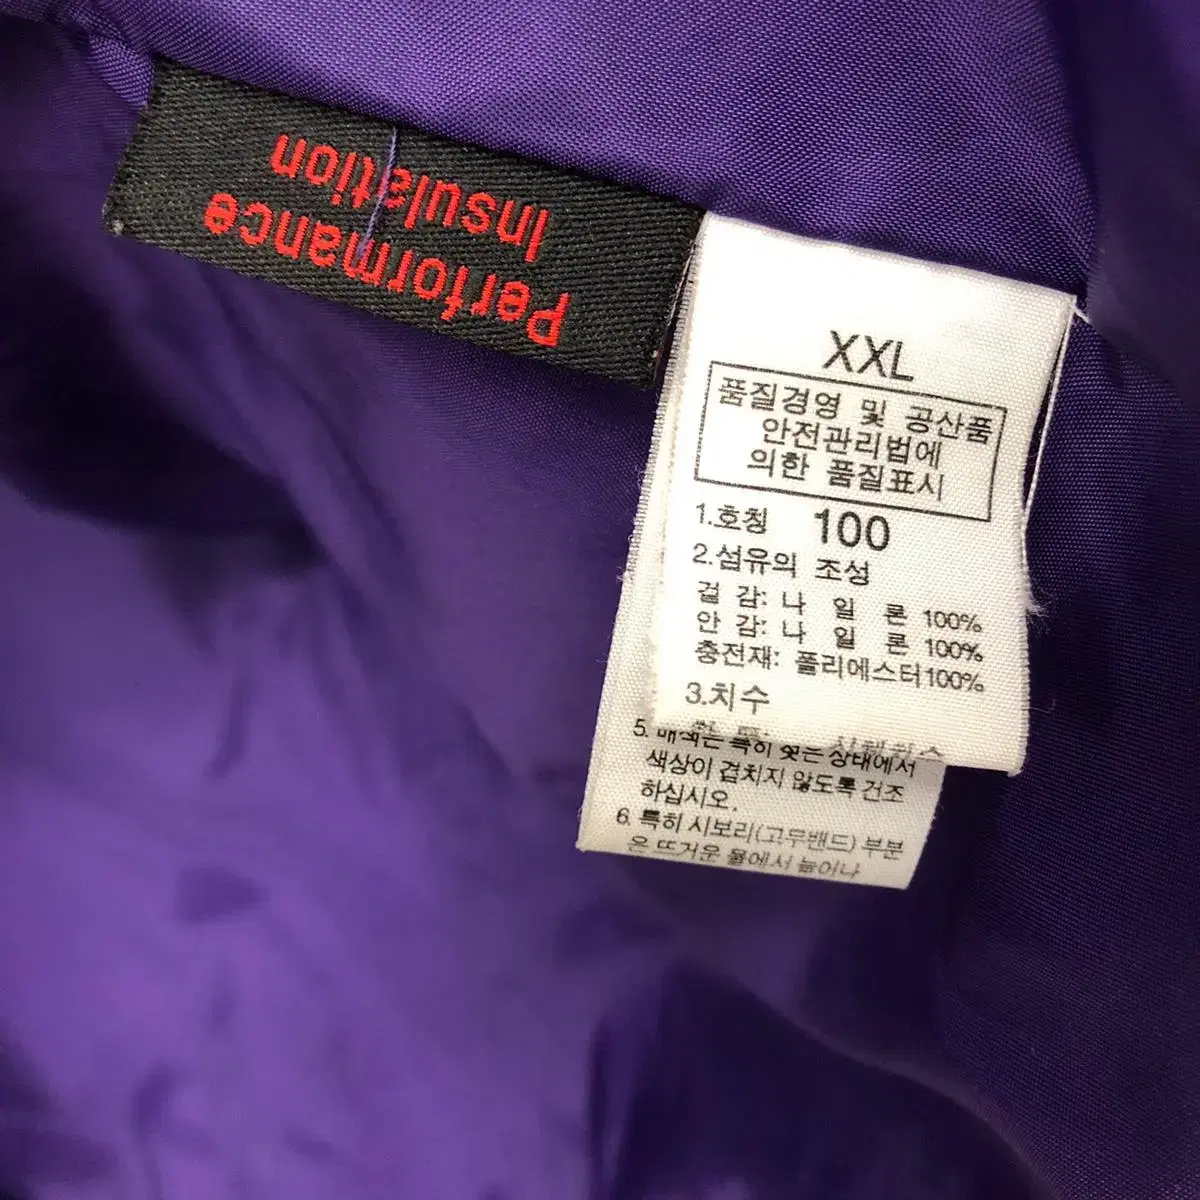 Performance
Insulation
XXL
품질경영 및 공산품
안전관리법에
의한 품질표시
1.호칭 100
2.섬유의 조성
겉 감: 나 일 론 100%
안 감: 나 일 론 100%
충전재: 폴리에스터100%
3.치수
5. 배색은 특히 젖은 상태에서
색상이 겹치지 않도록 건조
하십시오.
6. 특히 시보리(고무밴드) 부분
은 뜨거운 물에서 늘어나